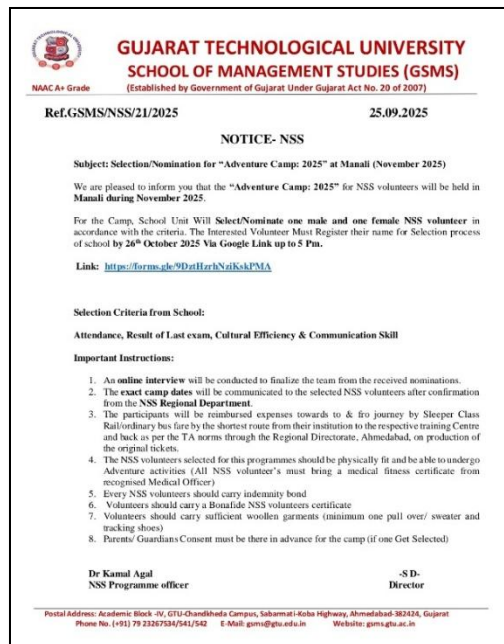 GUJARAT TECHNOLOGICAL UNIVERSITY
SCHOOL OF MANAGEMENT STUDIES (GSMS)
NAAC A+ Grade (Established by Government of Gujarat Under Gujarat Act No. 20 of 2007)
Ref.GSMS/NSS/21/2025 25.09.2025
NOTICE- NSS
Subject: Selection/Nomination for “Adventure Camp: 2025” at Manali (November 2025)
We are pleased to inform you that the “Adventure Camp: 2025” for NSS volunteers will be held in
Manali during November 2025.
For the Camp, School Unit Will Select/Nominate one male and one female NSS volunteer in
accordance with the criteria. The Interested Volunteer Must Register their name for Selection process
of school by 26th October 2025 Via Google Link up to 5 Pm.
Link: https://forms.gle/9DztHzrhNziKskPMA
Selection Criteria from School:
Attendance, Result of Last exam, Cultural Efficiency & Communication Skill
Important Instructions:
1. An online interview will be conducted to finalize the team from the received nominations.
2. The exact camp dates will be communicated to the selected NSS volunteers after confirmation
from the NSS Regional Department.
3. The participants will be reimbursed expenses towards to & fro journey by Sleeper Class
Rail/ordinary bus fare by the shortest route from their institution to the respective training Centre
and back as per the TA norms through the Regional Directorate, Ahmedabad, on production of
the original tickets.
4. The NSS volunteers selected for this programmes should be physically fit and be able to undergo
Adventure activities (All NSS volunteer’s must bring a medical fitness certificate from
recognised Medical Officer)
5. Every NSS volunteers should carry indemnity bond
6. Volunteers should carry a Bonafide NSS volunteers certificate
7. Volunteers should carry sufficient woollen garments (minimum one pull over/ sweater and
tracking shoes)
8. Parents/ Guardians Consent must be there in advance for the camp (if one Get Selected)
Dr Kamal Agal -S D-
NSS Programme officer Director
Postal Address: Academic Block -IV, GTU-Chandkheda Campus, Sabarmati-Koba Highway, Ahmedabad-382424, Gujarat
Phone No. (+91) 79 23267534/541/542 E-Mail: gsms@gtu.edu.in Website: gsms.gtu.ac.in